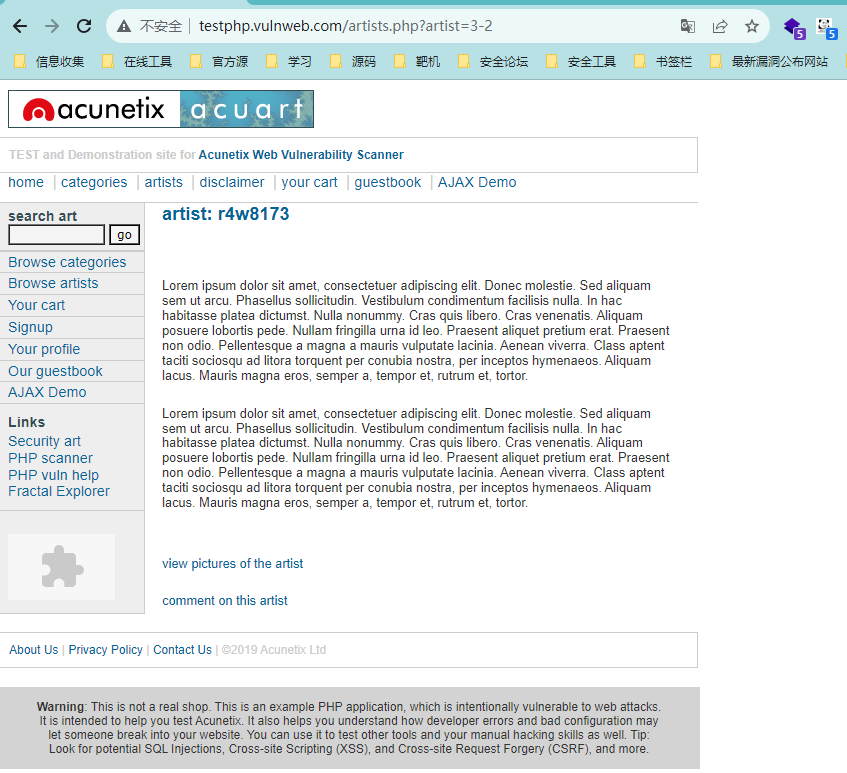 不安全 testphp.vulnweb.com/artists.php?artist=3-2
5 5
信息收集 在线工具 官方源 学习 源码 靶机 安全论坛 安全工具 书签栏 最新漏洞公布网站
acunetix acuart
TEST and Demonstration site for Acunetix Web Vulnerability Scanner
home | categories | artists | disclaimer | your cart | guestbook | AJAX Demo
search art
go
Browse categories
Browse artists
Your cart
Signup
Your profile
Our guestbook
AJAX Demo
Links
Security art
PHP scanner
PHP vuln help
Fractal Explorer
artist: r4w8173
Lorem ipsum dolor sit amet, consectetuer adipiscing elit. Donec molestie. Sed aliquam
sem ut arcu. Phasellus sollicitudin. Vestibulum condimentum facilisis nulla. In hac
habitasse platea dictumst. Nulla nonummy. Cras quis libero. Cras venenatis. Aliquam
posuere lobortis pede. Nullam fringilla urna id leo. Praesent aliquet pretium erat. Praesent
non odio. Pellentesque a magna a mauris vulputate lacinia. Aenean viverra. Class aptent
taciti sociosqu ad litora torquent per conubia nostra, per inceptos hymenaeos. Aliquam
lacus. Mauris magna eros, semper a, tempor et, rutrum et, tortor.
Lorem ipsum dolor sit amet, consectetuer adipiscing elit. Donec molestie. Sed aliquam
sem ut arcu. Phasellus sollicitudin. Vestibulum condimentum facilisis nulla. In hac
habitasse platea dictumst. Nulla nonummy. Cras quis libero. Cras venenatis. Aliquam
posuere lobortis pede. Nullam fringilla urna id leo. Praesent aliquet pretium erat. Praesent
non odio. Pellentesque a magna a mauris vulputate lacinia. Aenean viverra. Class aptent
taciti sociosqu ad litora torquent per conubia nostra, per inceptos hymenaeos. Aliquam
lacus. Mauris magna eros, semper a, tempor et, rutrum et, tortor.
view pictures of the artist
comment on this artist
About Us | Privacy Policy | Contact Us | ©2019 Acunetix Ltd
Warning: This is not a real shop. This is an example PHP application, which is intentionally vulnerable to web attacks.
It is intended to help you test Acunetix. It also helps you understand how developer errors and bad configuration may
let someone break into your website. You can use it to test other tools and your manual hacking skills as well. Tip:
Look for potential SQL Injections, Cross-site Scripting (XSS), and Cross-site Request Forgery (CSRF), and more.